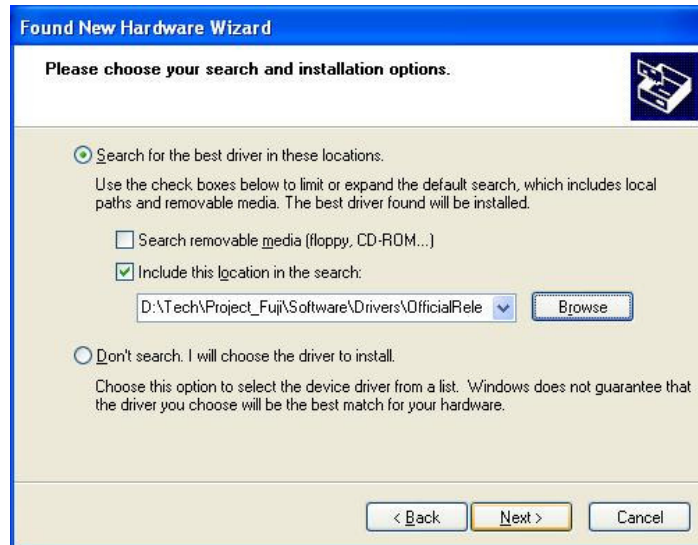 Found New Hardware Wizard
Please choose your search and installation options.
Search for the best driver in these locations.
Use the check boxes below to limit or expand the default search, which includes local
paths and removable media. The best driver found will be installed.
Search removable media (floppy, CD-ROM...)
Include this location in the search:
D:\Tech\Project_Fuji\Software\Drivers\OfficialRele
Browse
Don't search. I will choose the driver to install.
Choose this option to select the device driver from a list. Windows does not guarantee that
the driver you choose will be the best match for your hardware.
< Back Next > Cancel